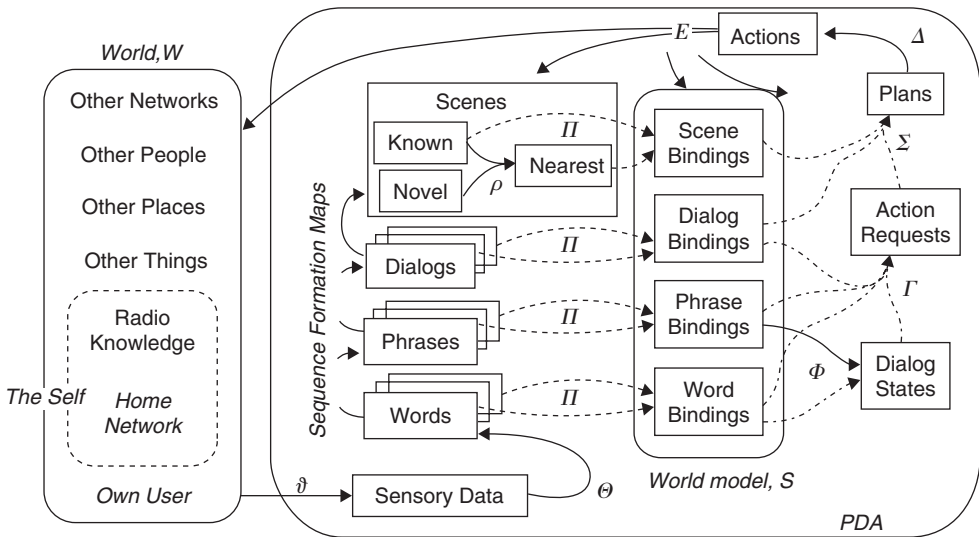 World,W
Other Networks
Other People
Other Places
Other Things
Radio
Knowledge
The Self
Home
Network
Own User
ϑ
Sequence Formation Maps
Scenes
Known
Novel
ρ
Nearest
Dialogs
Phrases
Words
Sensory Data
Θ
Π
Π
Π
Π
E
Actions
Δ
Plans
Σ
Scene
Bindings
Dialog
Bindings
Phrase
Bindings
Word
Bindings
World model, S
Action
Requests
Γ
Φ
Dialog
States
PDA